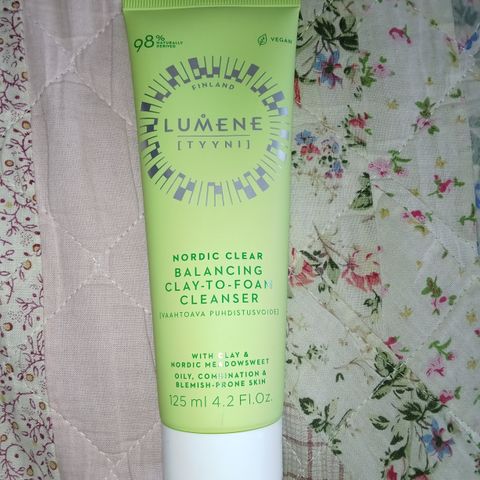 98%
NATURALLY
DERIVED
VEGAN
FINLAND
LUMENE
[TYYNI]
NORDIC CLEAR
BALANCING
CLAY-TO-FOAM
CLEANSER
[VAAHTOAVA PUHDISTUSVOIDE]
WITH CLAY &
NORDIC MEADOWSWEET
OILY, COMBINATION &
BLEMISH-PRONE SKIN
125 ml 4.2 Fl.Oz.